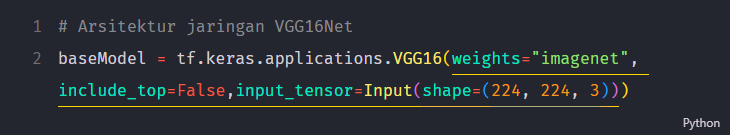 1 # Arsitektur jaringan VGG16Net
2 baseModel = tf.keras.applications.VGG16(weights="imagenet",
include_top=False,input_tensor=Input(shape=(224, 224, 3)))
Python